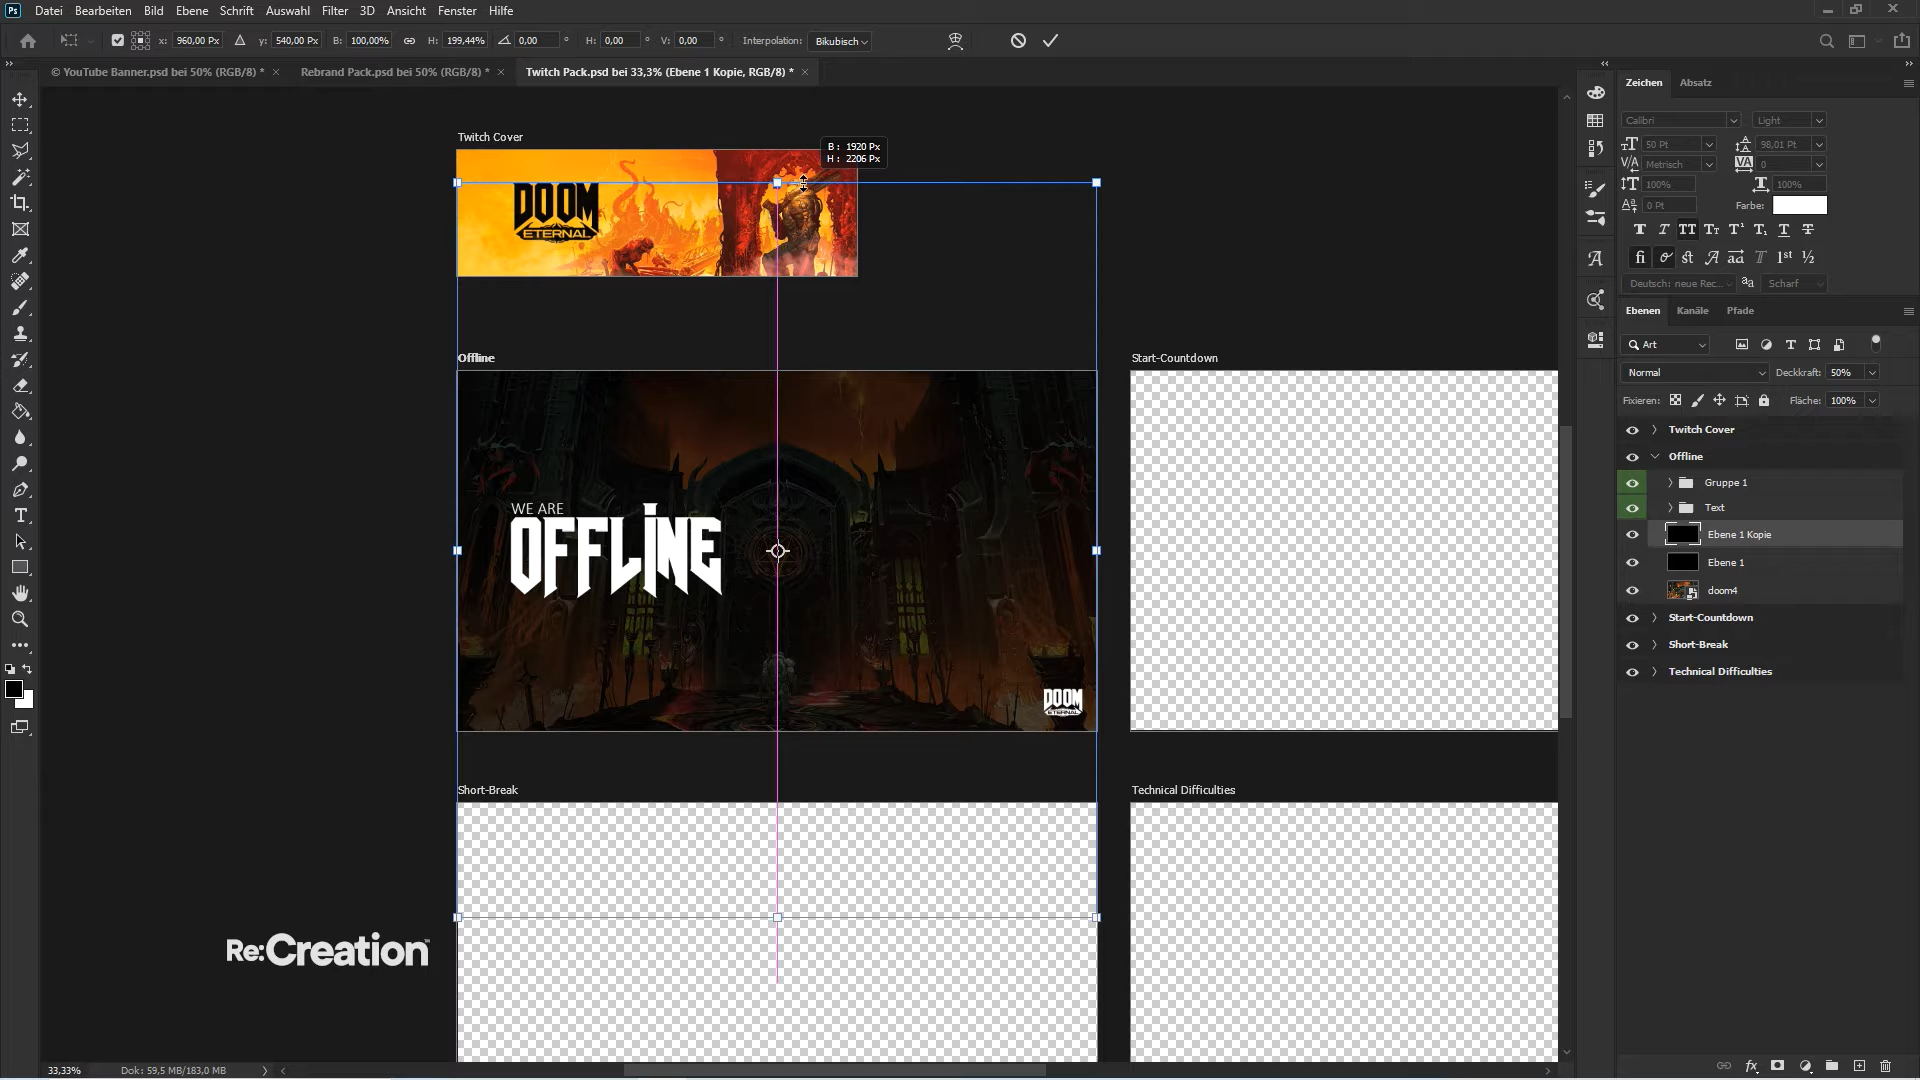 Ps Datei Bearbeiten Bild Ebene Schrift Auswahl Filter 3D Ansicht Fenster Hilfe
x: 960,00 Px y: 540,00 Px B: 100,00% H: 199,44% 0,00 ° H: 0,00 ° V: 0,00 ° Interpolation: Bikubisch
© YouTube Banner.psd bei 50% (RGB/8) * × Rebrand Pack.psd bei 50% (RGB/8) * × Twitch Pack.psd bei 33,3% (Ebene 1 Kopie, RGB/8) * ×
Twitch Cover
B: 1920 Px
H: 2206 Px
DOOM
ETERNAL
Offline
Start-Countdown
WE ARE
OFFLINE
DOOM
ETERNAL
Short-Break
Technical Difficulties
Re:Creation
33,33% Dok: 59,5 MB/183,0 MB
Zeichen Absatz
Calibri Light
50 Pt 98,01 Pt
Metrisch 0
100% 100%
0 Pt Farbe:
Deutsch: neue Rec... Scharf
Ebenen Kanäle Pfade
Art
Normal Deckkraft: 50%
Fixieren: Fläche: 100%
Twitch Cover
Offline
Gruppe 1
Text
Ebene 1 Kopie
Ebene 1
doom4
Start-Countdown
Short-Break
Technical Difficulties